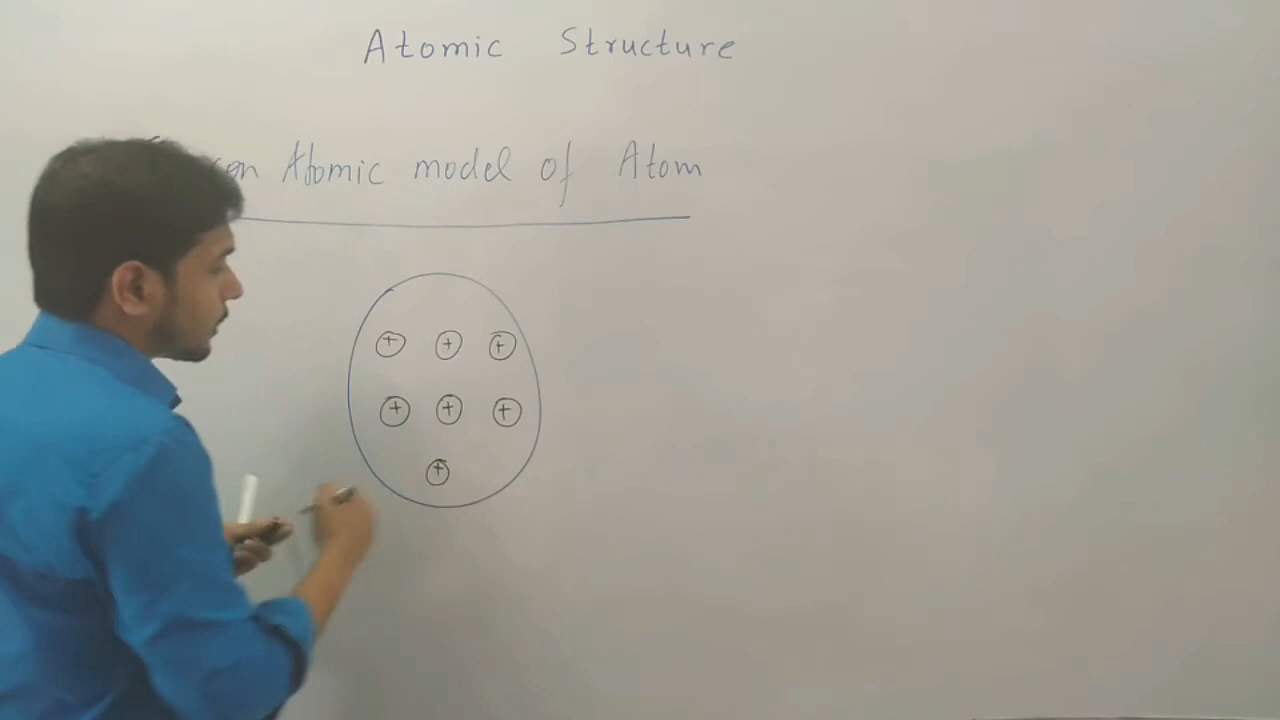 Atomic Structure
Atomic model of Atom
+ + +
+ + +
+